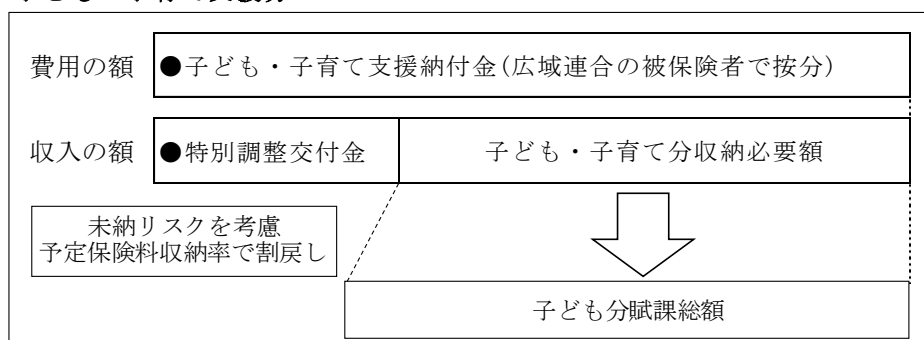 費用の額
●子ども・子育て支援納付金(広域連合の被保険者で按分)
収入の額
●特別調整交付金
子ども・子育て分収納必要額
未納リスクを考慮
予定保険料収納率で割戻し
子ども分賦課総額